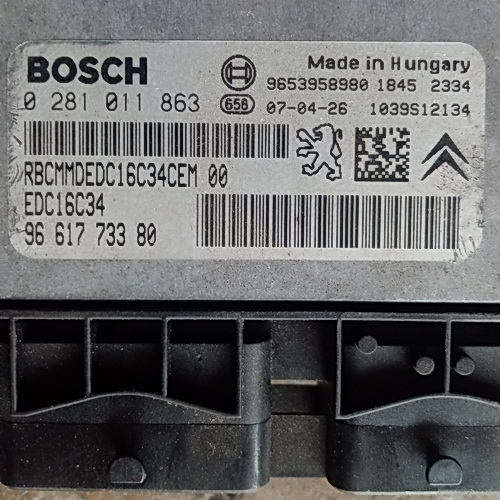 BOSCH
Made in Hungary
9653958980 1845 2334
0 281 011 863 G5B 07-04-26 1039S12134
RBCMMDEDC16C34CEM 00
EDC16C34
96 617 733 80